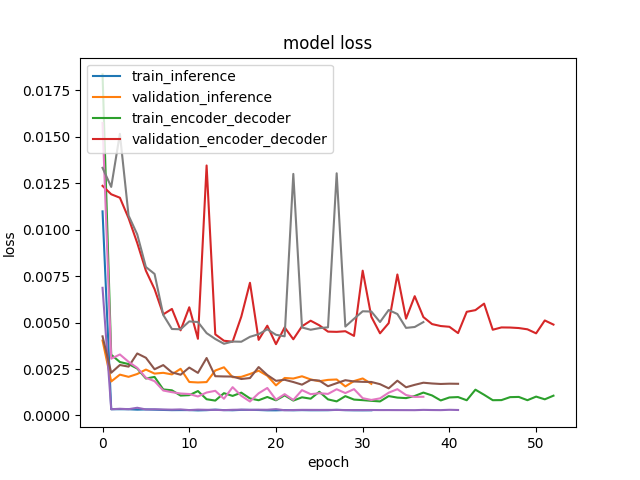 model loss
train_inference
validation_inference
train_encoder_decoder
validation_encoder_decoder
0.0175
0.0150
0.0125
0.0100
0.0075
0.0050
0.0025
0.0000
loss
0 10 20 30 40 50
epoch